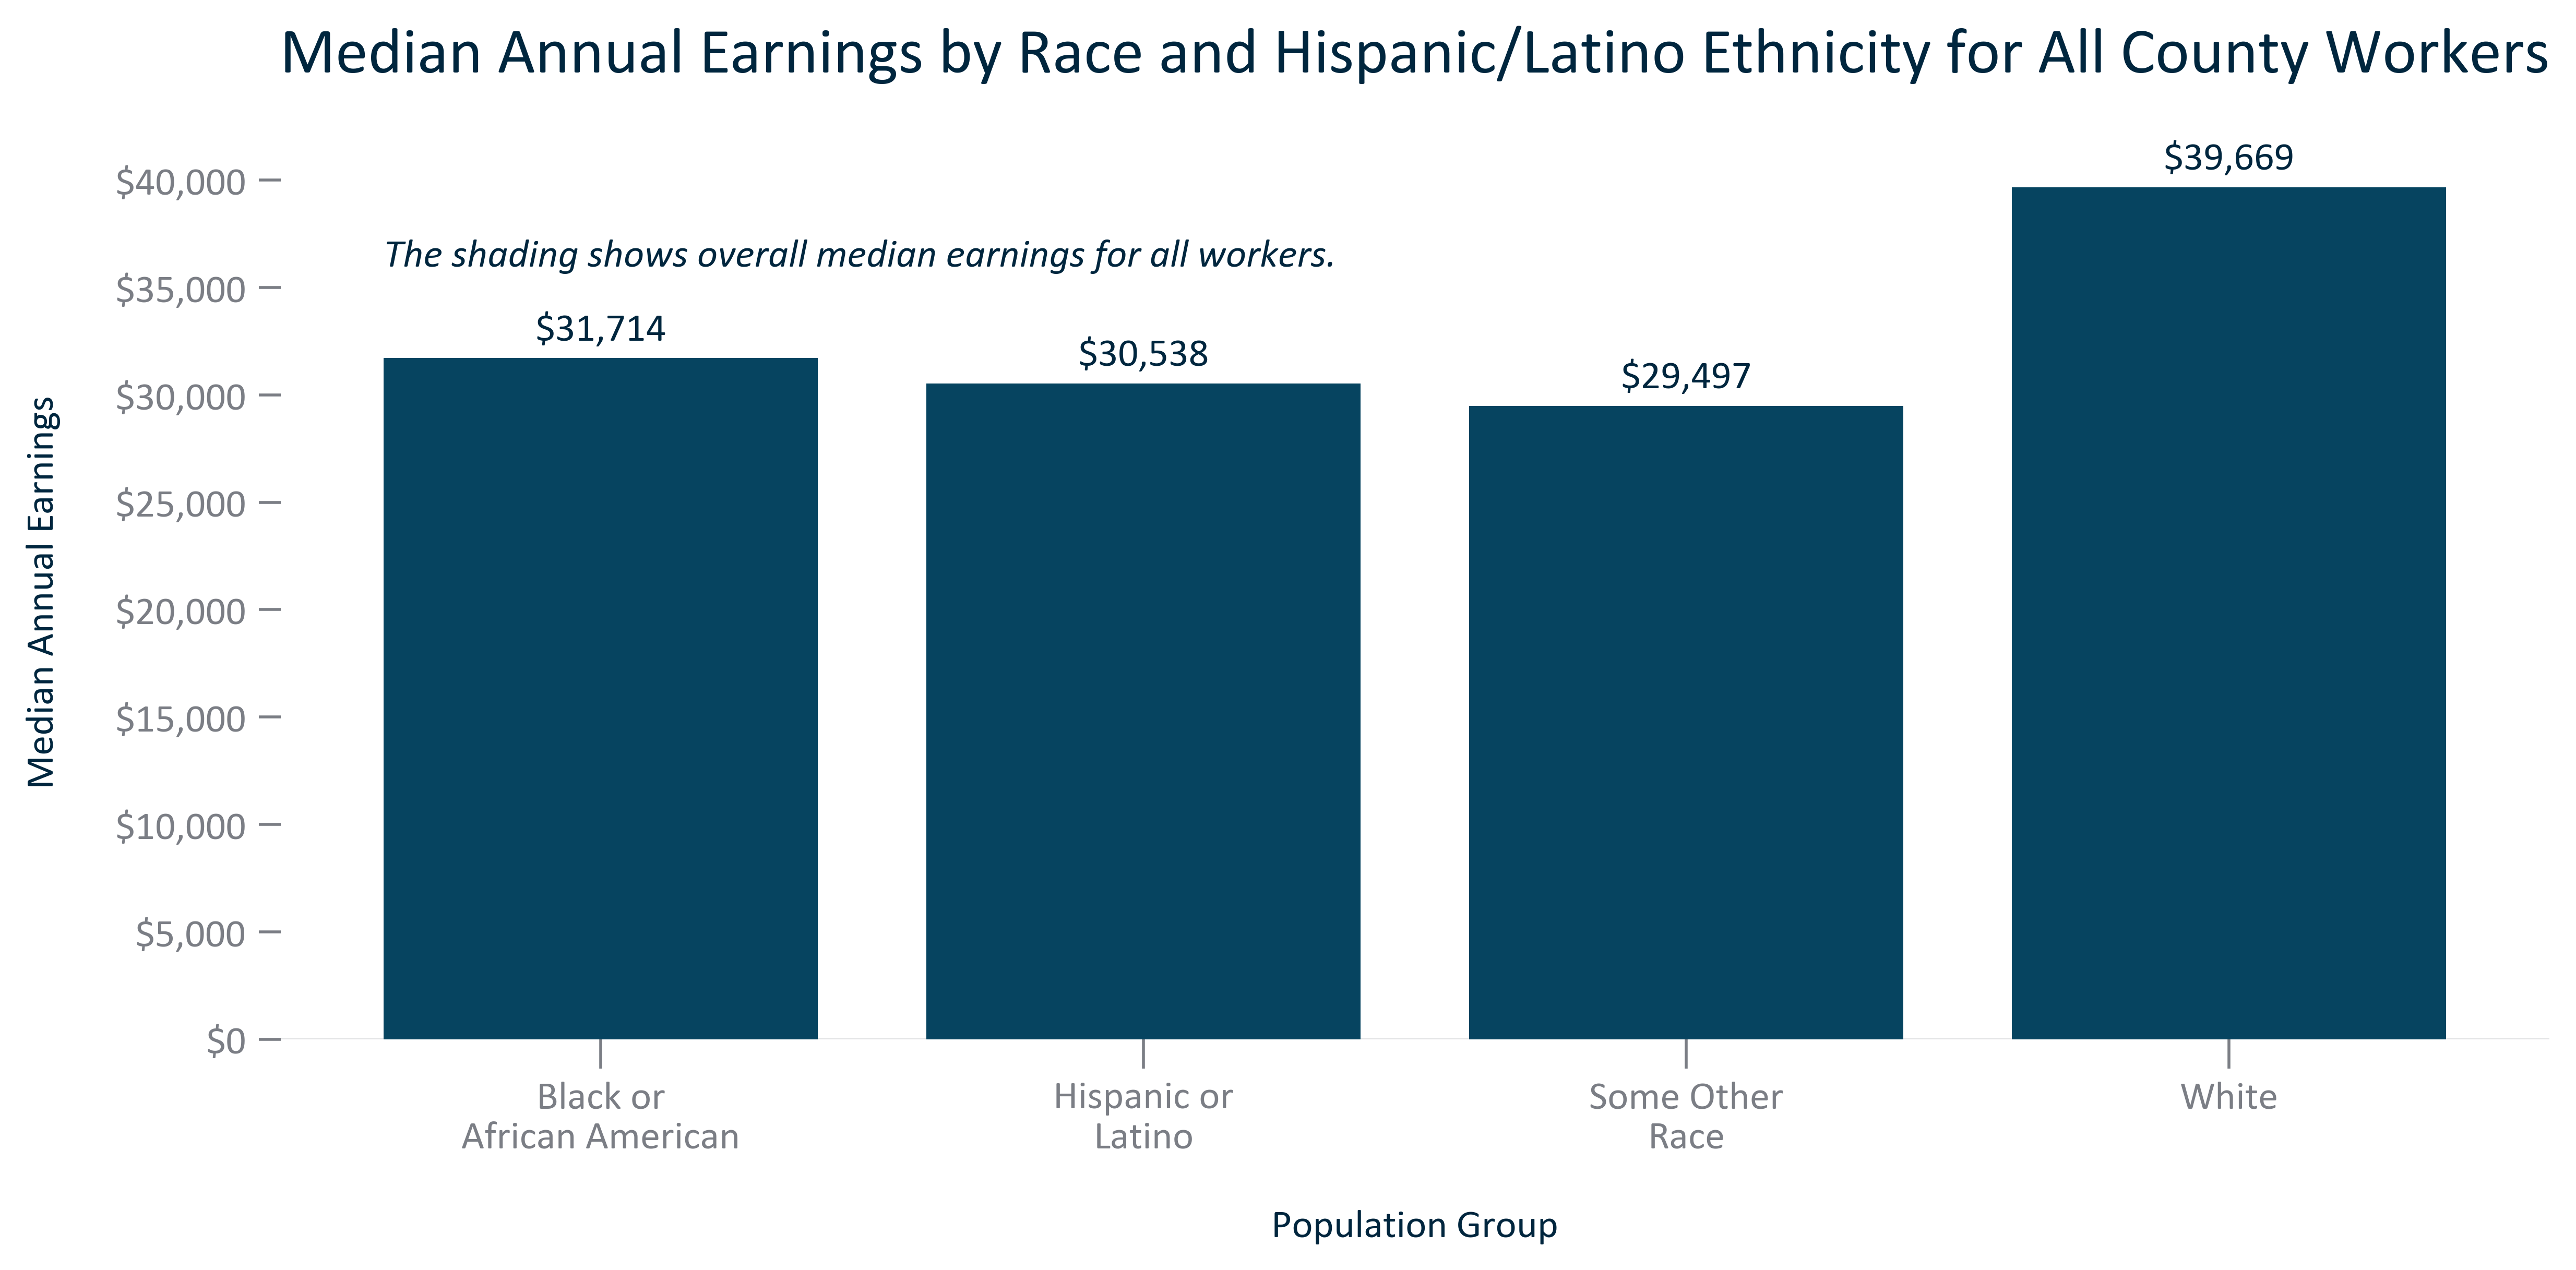 Median Annual Earnings by Race and Hispanic/Latino Ethnicity for All County Workers
Median Annual Earnings
$40,000
$35,000
$30,000
$25,000
$20,000
$15,000
$10,000
$5,000
$0
The shading shows overall median earnings for all workers.
$31,714
$30,538
$29,497
$39,669
Black or
African American
Hispanic or
Latino
Some Other
Race
White
Population Group